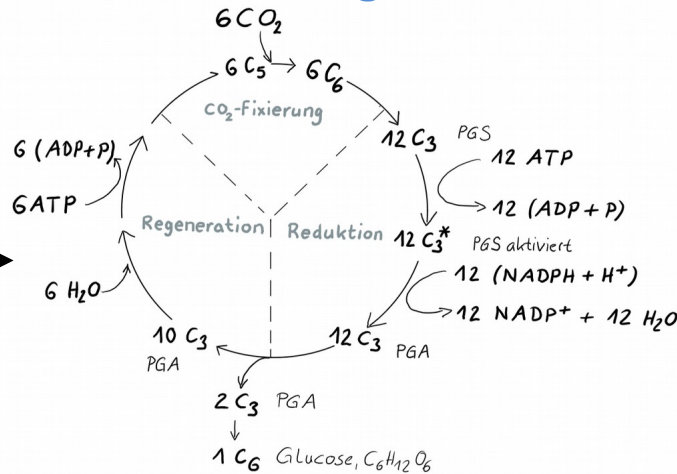 6CO₂
6C₅ → 6C₆
CO₂-Fixierung
12 C₃ PGS
12 ATP
12 (ADP + P)
6 (ADP+P)
6ATP
Regeneration
Reduktion
12 C₃* PGS aktiviert
12 (NADPH + H⁺)
12 NADP⁺ + 12 H₂O
6 H₂O
10 C₃
PGA
12 C₃ PGA
2 C₃ PGA
1 C₆ Glucose, C₆H₁₂O₆